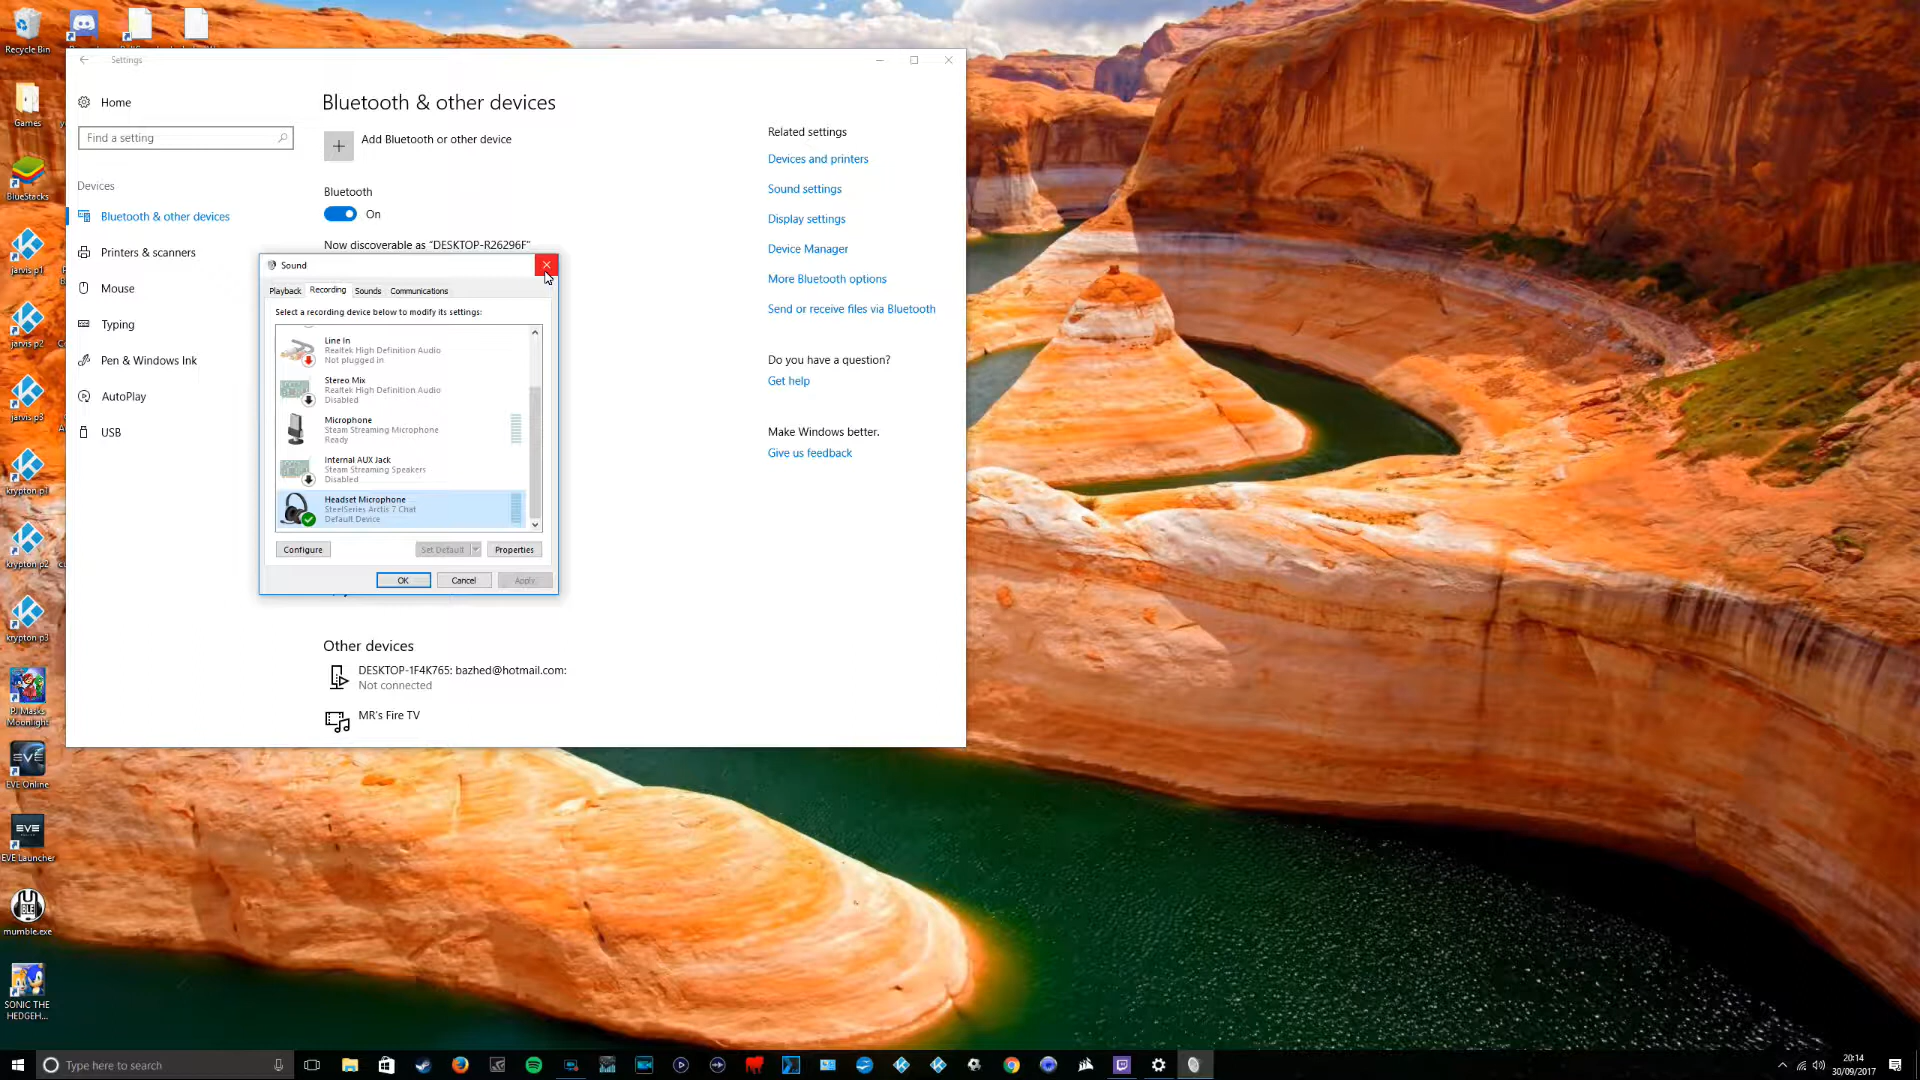 Recycle Bin
Games
BlueStacks
jarvis p1
jarvis p2
jarvis p3
krypton p1
krypton p2
krypton p3
PJ Masks
Moonlight
EVE
EVE Online
EVE
EVE Launcher
mumble.exe
SONIC THE
HEDGEH...
Settings
Home
Find a setting
Devices
Bluetooth & other devices
Printers & scanners
Mouse
Typing
Pen & Windows Ink
AutoPlay
USB
Bluetooth & other devices
Add Bluetooth or other device
Bluetooth
On
Now discoverable as “DESKTOP-R26296F”
Sound
Playback Recording Sounds Communications
Select a recording device below to modify its settings:
Line In
Realtek High Definition Audio
Not plugged in
Stereo Mix
Realtek High Definition Audio
Disabled
Microphone
Steam Streaming Microphone
Ready
Internal AUX Jack
Steam Streaming Speakers
Disabled
Headset Microphone
SteelSeries Arctis 7 Chat
Default Device
Configure Set Default Properties
OK Cancel Apply
Other devices
DESKTOP-1F4K765: bazhed@hotmail.com:
Not connected
MR's Fire TV
Related settings
Devices and printers
Sound settings
Display settings
Device Manager
More Bluetooth options
Send or receive files via Bluetooth
Do you have a question?
Get help
Make Windows better.
Give us feedback
Type here to search
20:14
30/09/2017